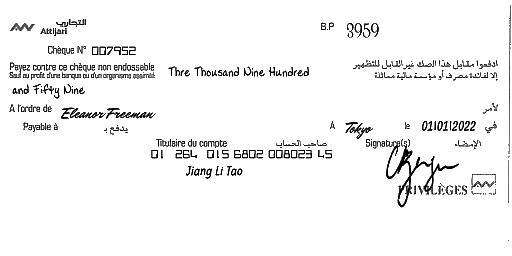 التجاري
Attijari
B.P 3959
Chèque N° 007952
Payez contre ce chèque non endossable
Seuf au profit d'une banque ou d'un organisme assimilé
Thre Thousand Nine Hundred
ادفعوا مقابل هذا الصك غير القابل للتظهير
إلا لفائدة مصرف أو مؤسسة مالية مماثلة
and Fifty Nine
A l'ordre de Eleanor Freeman لأمر
Payable à يدفع بـ
A Tokyo le 01/01/2022 في
Titulaire du compte صاحب الحساب
Signature(s) الإمضاء
01 264 015 6802 008023 45
Jiang Li Tao
PRIVILÈGES